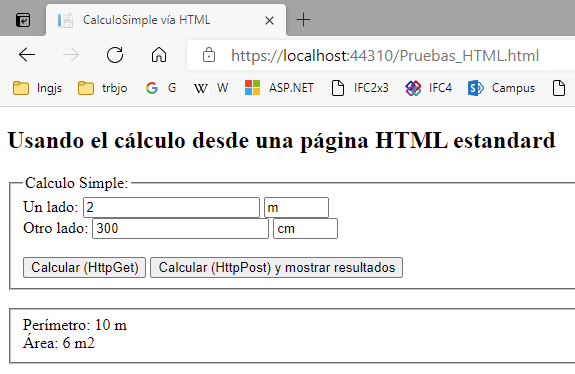 CalculoSimple vía HTML
https://localhost:44310/Pruebas_HTML.html
Ingjs trbjo G W ASP.NET IFC2x3 IFC4 Campus
Usando el cálculo desde una página HTML estandard
Calculo Simple:
Un lado: 2 m
Otro lado: 300 cm
Calcular (HttpGet) Calcular (HttpPost) y mostrar resultados
Perímetro: 10 m
Área: 6 m2